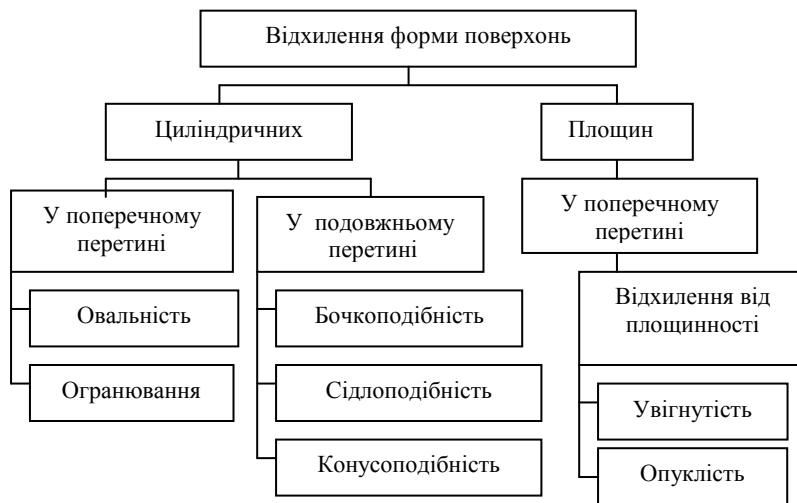 Відхилення форми поверхонь
Циліндричних
Площин
У поперечному
перетині
У подовжньому
перетині
У поперечному
перетині
Овальність
Огранювання
Бочкоподібність
Сідлоподібність
Конусоподібність
Відхилення від
площинності
Увігнутість
Опуклість